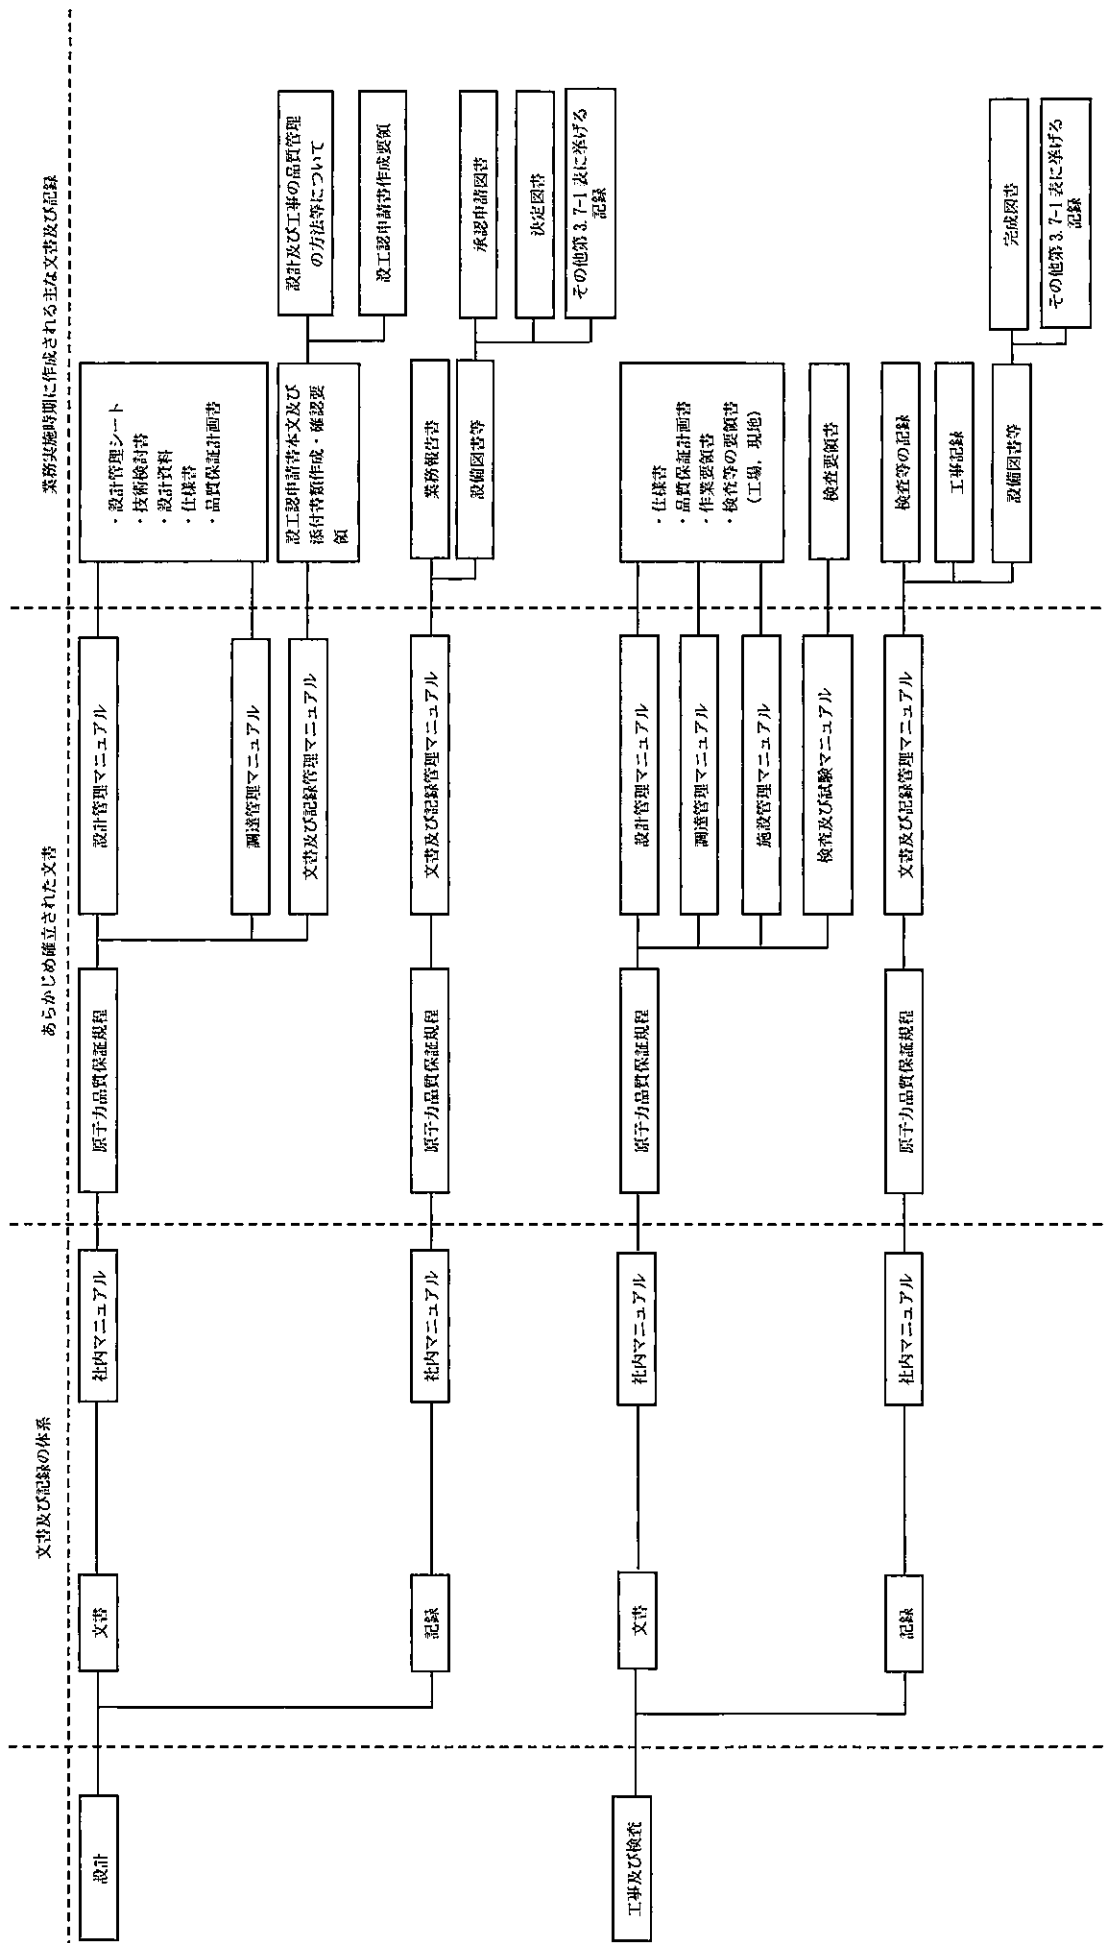 文書及び記録の体系
あらかじめ確立された文書
業務実施時期に作成される主な文書及び記録
設計
文書
社内マニュアル
原子力品質保証規程
設計管理マニュアル
・設計管理シート
・技術検討書
・設計資料
・仕様書
・品質保証計画書
調達管理マニュアル
文書及び記録管理マニュアル
設工認申請書本文及び
添付書類作成・確認要
領
設計及び工事の品質管理
の方法等について
設工認申請書作成要領
記録
社内マニュアル
原子力品質保証規程
文書及び記録管理マニュアル
業務報告書
設備図書等
承認申請図書
決定図書
その他第3.7-1表に挙げる
記録
工事及び検査
文書
社内マニュアル
原子力品質保証規程
設計管理マニュアル
調達管理マニュアル
施設管理マニュアル
・仕様書
・品質保証計画書
・作業要領書
・検査等の要領書
(工場，現地)
検査及び試験マニュアル
検査要領書
記録
社内マニュアル
原子力品質保証規程
文書及び記録管理マニュアル
検査等の記録
工事記録
設備図書等
完成図書
その他第3.7-1表に挙げる
記録